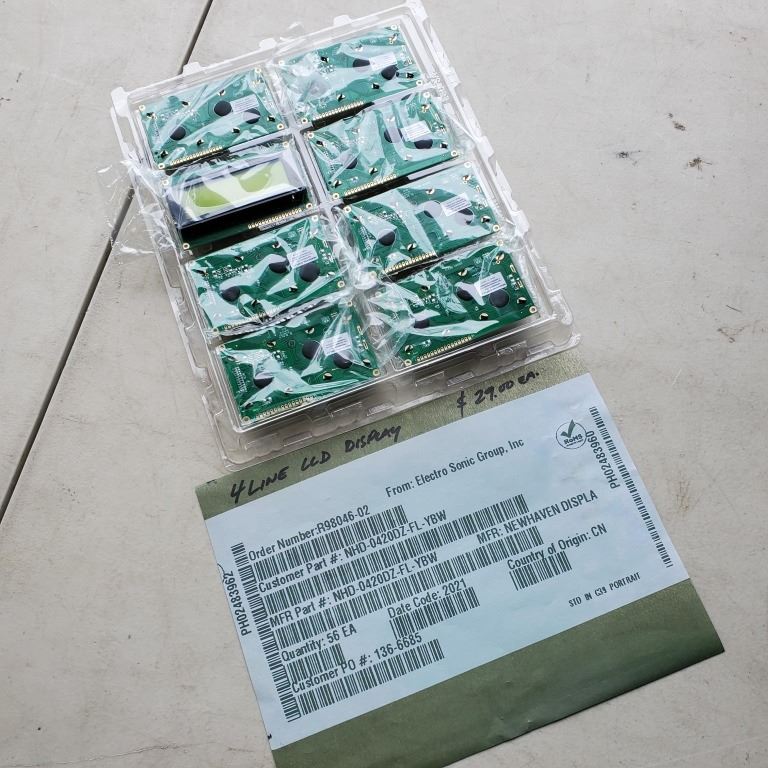 4 LINE LCD DISPLAY $ 29.00 EA.
From: Electro Sonic Group, Inc
RoHS
PH02483960
PH02483962
Order Number:R98046-02
Customer Part #: NHD-0420DZ-FL-YBW
MFR Part #: NHD-0420DZ-FL-YBW MFR: NEWHAVEN DISPLA
Quantity: 56 EA Date Code: 2021 Country of Origin: CN
Customer PO #: 136-6685
STD IN C39 PORTRAIT